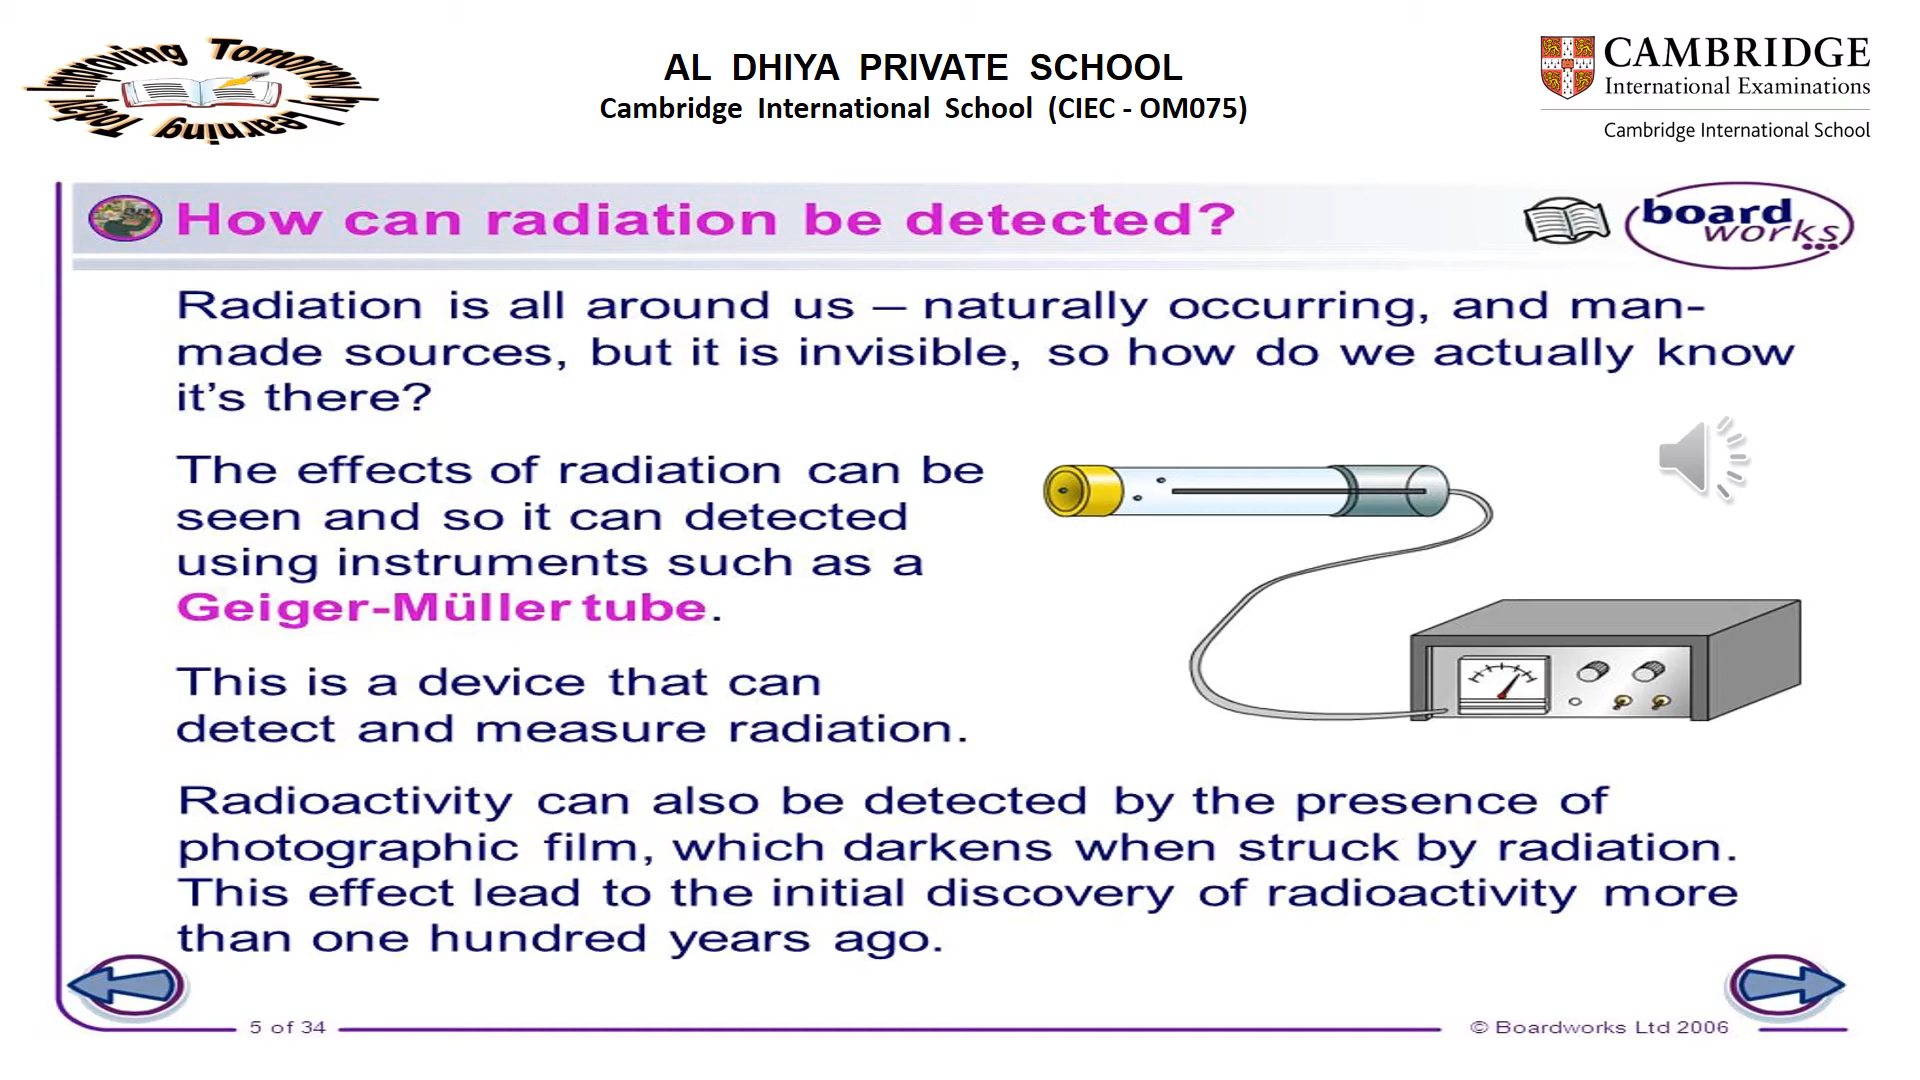 Improving Tomorrow
by Learning Today
AL DHIYA PRIVATE SCHOOL
Cambridge International School (CIEC - OM075)
CAMBRIDGE
International Examinations
Cambridge International School
How can radiation be detected?
board
works
Radiation is all around us – naturally occurring, and man-
made sources, but it is invisible, so how do we actually know
it's there?
The effects of radiation can be
seen and so it can detected
using instruments such as a
Geiger-Müller tube.
This is a device that can
detect and measure radiation.
Radioactivity can also be detected by the presence of
photographic film, which darkens when struck by radiation.
This effect lead to the initial discovery of radioactivity more
than one hundred years ago.
5 of 34
© Boardworks Ltd 2006